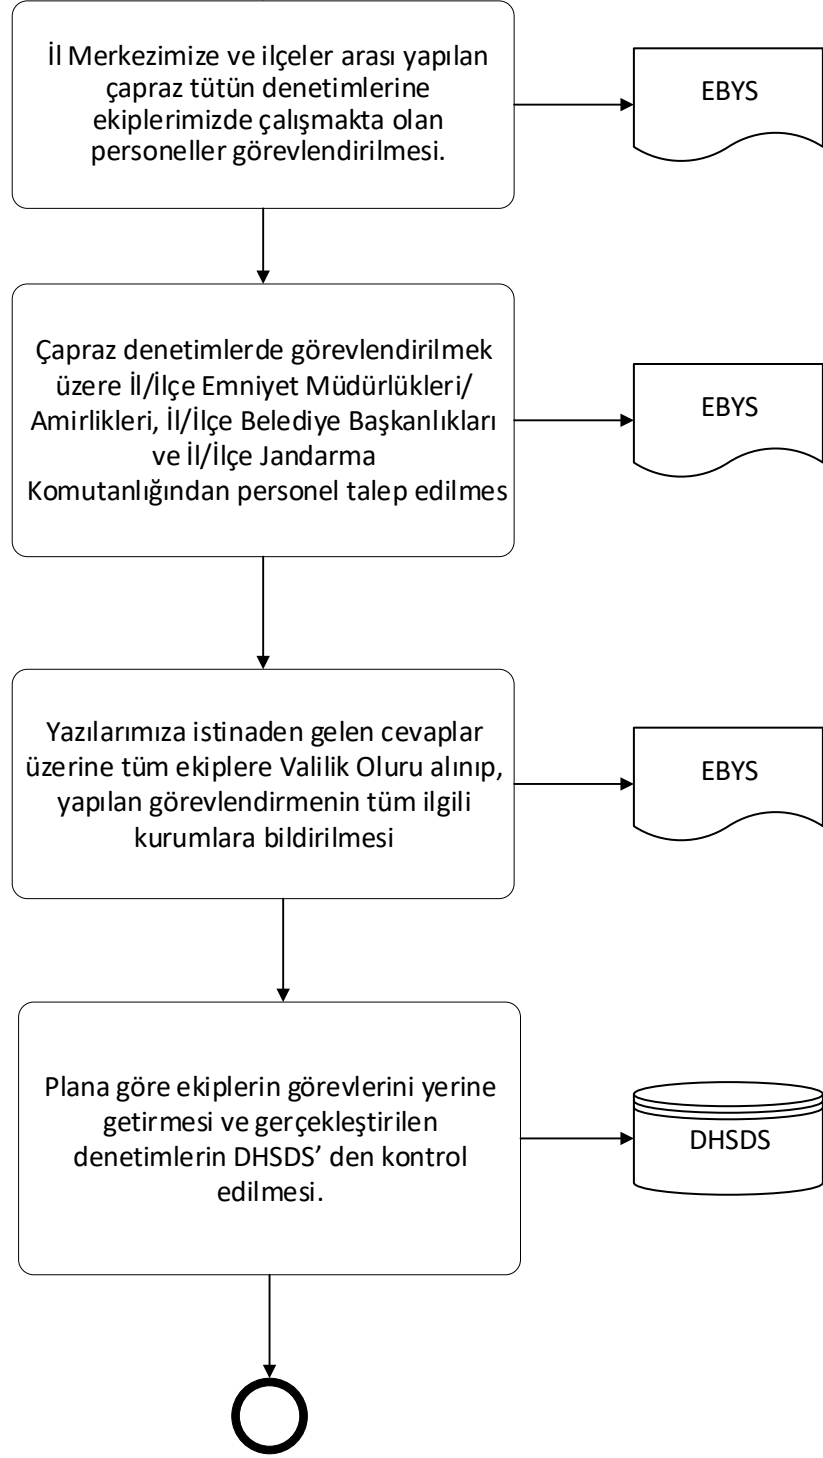 İl Merkezimize ve ilçeler arası yapılan
çapraz tütün denetimlerine
ekiplerimizde çalışmakta olan
personeller görevlendirilmesi.
EBYS
Çapraz denetimlerde görevlendirilmek
üzere İl/İlçe Emniyet Müdürlükleri/
Amirlikleri, İl/İlçe Belediye Başkanlıkları
ve İl/İlçe Jandarma
Komutanlığından personel talep edilmes
EBYS
Yazılarımıza istinaden gelen cevaplar
üzerine tüm ekiplere Valilik Oluru alınıp,
yapılan görevlendirmenin tüm ilgili
kurumlara bildirilmesi
EBYS
Plana göre ekiplerin görevlerini yerine
getirmesi ve gerçekleştirilen
denetimlerin DHSDS’ den kontrol
edilmesi.
DHSDS